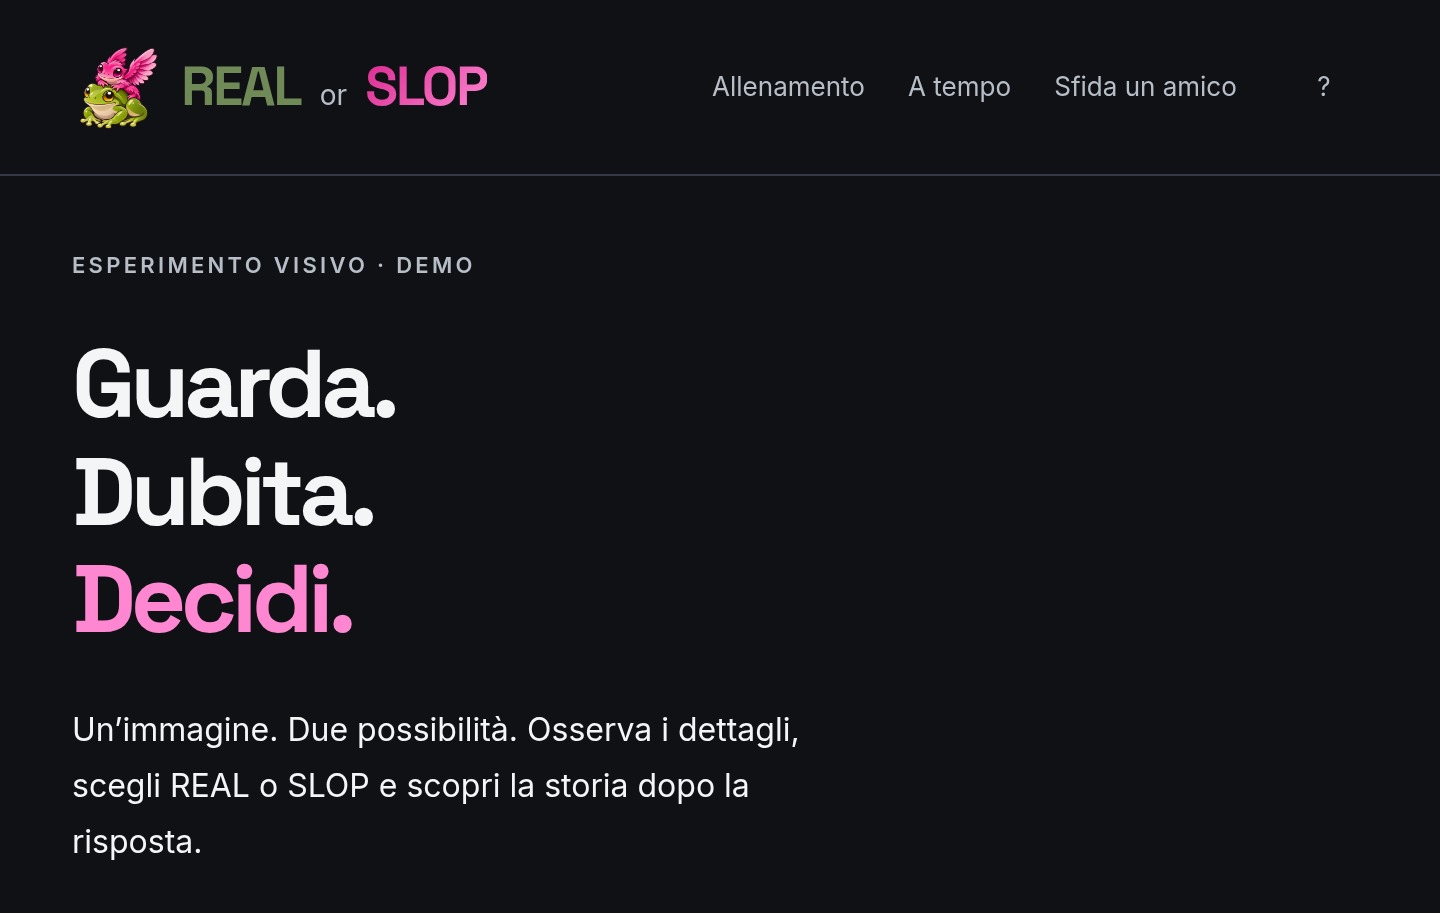 REAL or SLOP
Allenamento A tempo Sfida un amico ?
ESPERIMENTO VISIVO · DEMO
Guarda.
Dubita.
Decidi.
Un’immagine. Due possibilità. Osserva i dettagli,
scegli REAL o SLOP e scopri la storia dopo la
risposta.